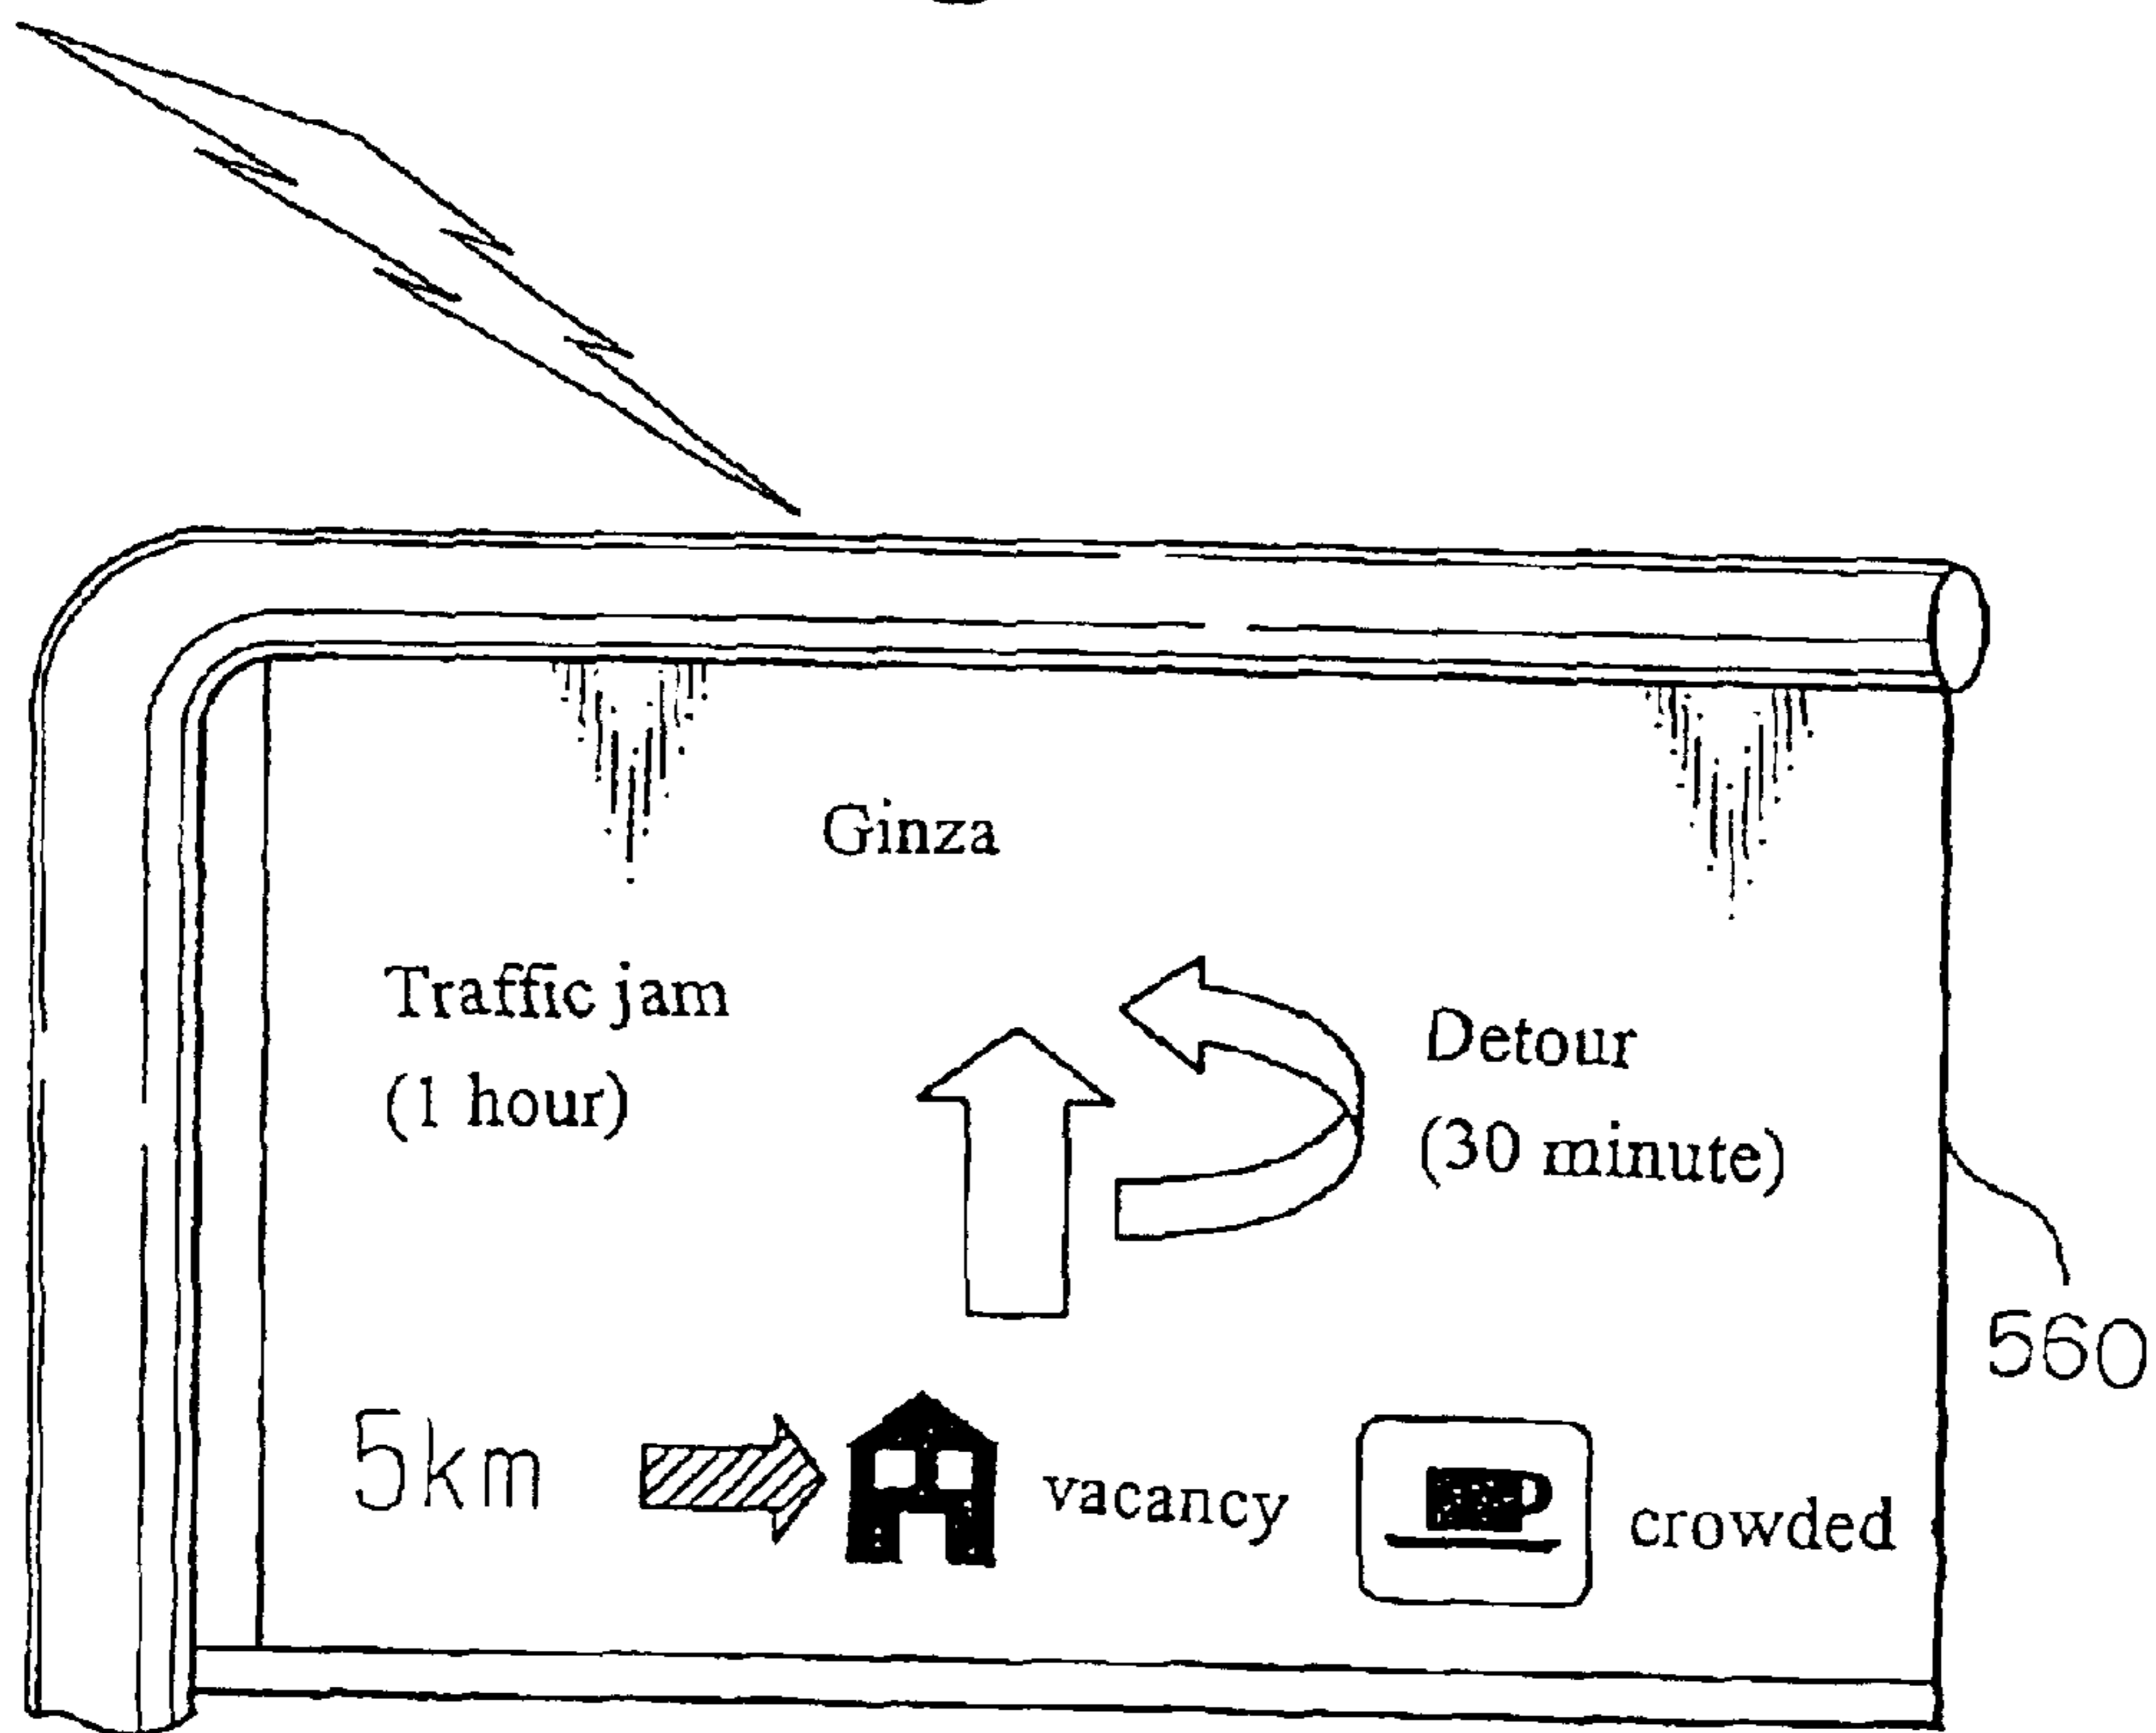 Ginza
Traffic jam
(1 hour)
Detour
(30 minute)
560
5km
vacancy
crowded